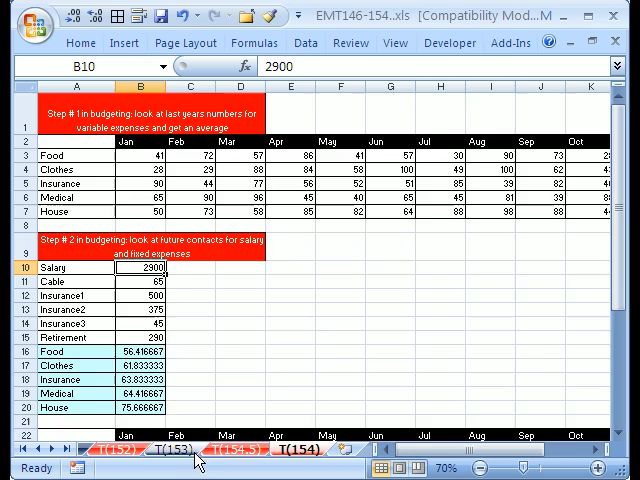 EMT146-154..xls [Compatibility Mod...M
Home Insert Page Layout Formulas Data Review View Developer Add-Ins
B10 2900
A B C D E F G H I J K
1 Step # 1in budgeting: look at last years numbers for
variable expenses and get an average
2 Jan Feb Mar Apr May Jun Jul Aug Sep Oct
3 Food 41 72 57 86 41 57 30 90 73
4 Clothes 28 29 88 84 58 100 49 100 62
5 Insurance 90 44 77 56 52 51 85 39 82
6 Medical 65 90 96 45 40 65 45 81 39
7 House 50 73 58 85 82 64 88 98 88
8
Step # 2 in budgeting: look at future contacts for salary
9 and fixed expenses
10 Salary 2900
11 Cable 65
12 Insurance1 500
13 Insurance2 375
14 Insurance3 45
15 Retirement 290
16 Food 56.416667
17 Clothes 61.833333
18 Insurance 63.833333
19 Medical 64.416667
20 House 75.666667
21
22 Jan Feb Mar Apr May Jun Jul Aug Sep Oct
T(152) T(153) T(154.5) T(154)
Ready 70%